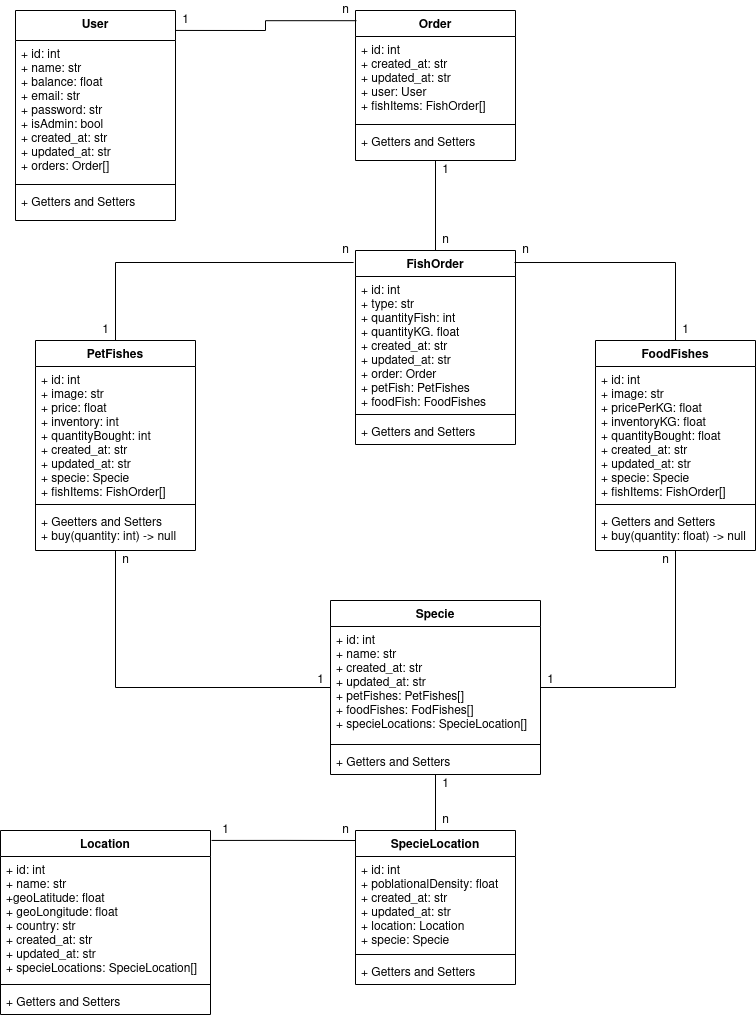 User
+ id: int
+ name: str
+ balance: float
+ email: str
+ password: str
+ isAdmin: bool
+ created_at: str
+ updated_at: str
+ orders: Order[]
+ Getters and Setters
1
n
Order
+ id: int
+ created_at: str
+ updated_at: str
+ user: User
+ fishItems: FishOrder[]
+ Getters and Setters
1
n
n
n
FishOrder
+ id: int
+ type: str
+ quantityFish: int
+ quantityKG. float
+ created_at: str
+ updated_at: str
+ order: Order
+ petFish: PetFishes
+ foodFish: FoodFishes
+ Getters and Setters
1
PetFishes
+ id: int
+ image: str
+ price: float
+ inventory: int
+ quantityBought: int
+ created_at: str
+ updated_at: str
+ specie: Specie
+ fishItems: FishOrder[]
+ Geetters and Setters
+ buy(quantity: int) -> null
n
1
FoodFishes
+ id: int
+ image: str
+ pricePerKG: float
+ inventoryKG: float
+ quantityBought: float
+ created_at: str
+ updated_at: str
+ specie: Specie
+ fishItems: FishOrder[]
+ Getters and Setters
+ buy(quantity: float) -> null
n
1
1
Specie
+ id: int
+ name: str
+ created_at: str
+ updated_at: str
+ petFishes: PetFishes[]
+ foodFishes: FodFishes[]
+ specieLocations: SpecieLocation[]
+ Getters and Setters
1
n
1
n
Location
+ id: int
+ name: str
+geoLatitude: float
+ geoLongitude: float
+ country: str
+ created_at: str
+ updated_at: str
+ specieLocations: SpecieLocation[]
+ Getters and Setters
SpecieLocation
+ id: int
+ poblationalDensity: float
+ created_at: str
+ updated_at: str
+ location: Location
+ specie: Specie
+ Getters and Setters